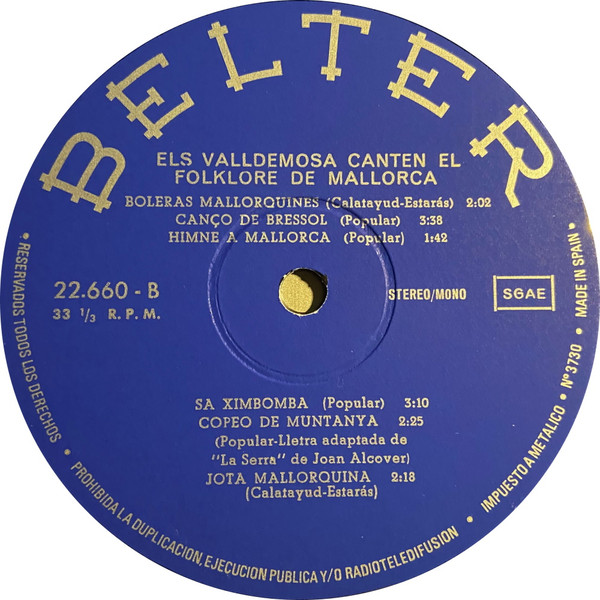 BELTER
ELS VALLDEMOSA CANTEN EL
FOLKLORE DE MALLORCA
BOLERAS MALLORQUINES (Calatayud-Estarás) 2:02
CANÇO DE BRESSOL (Popular) 3:38
HIMNE A MALLORCA (Popular) 1:42
22.660 - B
33 1/3 R. P. M.
STEREO/MONO
SGAE
SA XIMBOMBA (Popular) 3:10
COPEO DE MUNTANYA 2:25
(Popular-Lletra adaptada de
"La Serra" de Joan Alcover)
JOTA MALLORQUINA 2:18
(Calatayud-Estarás)
• RESERVADOS TODOS LOS DERECHOS • PROHIBIDA LA DUPLICACION, EJECUCION PUBLICA Y/O RADIOTELEDIFUSION • IMPUESTO A METALICO • Nº 3730 • MADE IN SPAIN •